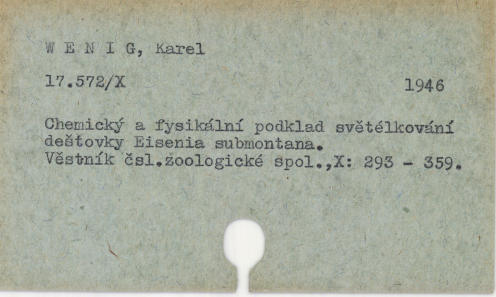 W E N I G, Karel
17.572/X 1946
Chemický a fysikální podklad světélkování
dešťovky Eisenia submontana.
Věstník čsl.zoologické spol.,X: 293 - 359.